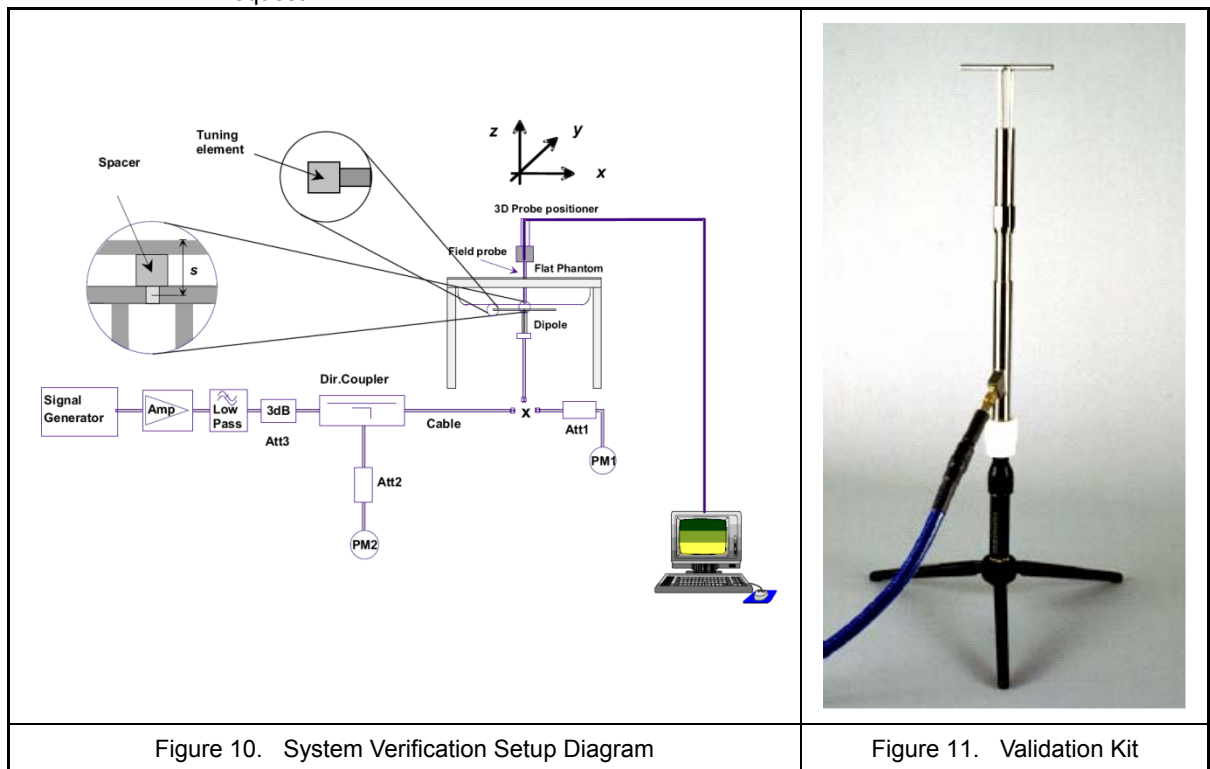 Tuning
element
Spacer
s
z
y
x
3D Probe positioner
Field probe
Flat Phantom
Dipole
Dir.Coupler
Signal
Generator
Amp
Low
Pass
3dB
Att3
Cable
x
Att1
PM1
Att2
PM2
Figure 10. System Verification Setup Diagram
Figure 11. Validation Kit